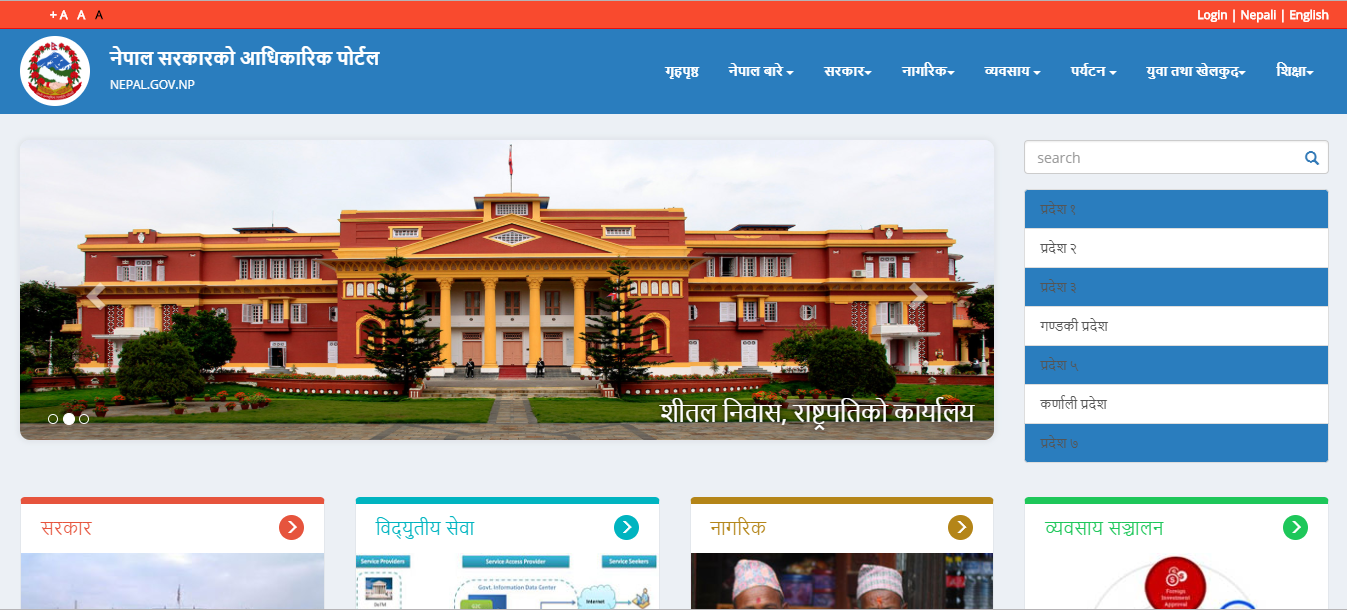 +A A A
Login | Nepali | English
नेपाल सरकारको आधिकारिक पोर्टल
NEPAL.GOV.NP
गृहपृष्ठ नेपाल बारे सरकार नागरिक व्यवसाय पर्यटन युवा तथा खेलकुद शिक्षा
search
शीतल निवास, राष्ट्रपतिको कार्यालय
प्रदेश १
प्रदेश २
प्रदेश ३
गण्डकी प्रदेश
प्रदेश ५
कर्णाली प्रदेश
प्रदेश ७
सरकार
विद्युतीय सेवा
नागरिक
व्यवसाय सञ्चालन
Service Providers Service Access Provider Service Seekers
Govt. Information Data Center
DoTM
G2C
Internet
Foreign
Investment
Approval